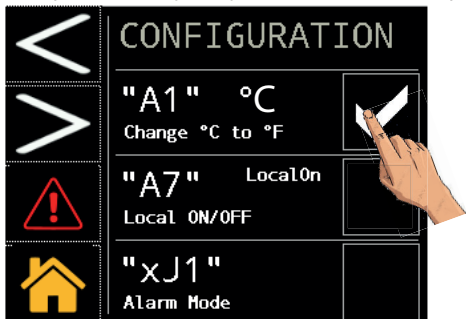 CONFIGURATION
"A1" °C
Change °C to °F
"A7" LocalOn
Local ON/OFF
"xJ1"
Alarm Mode